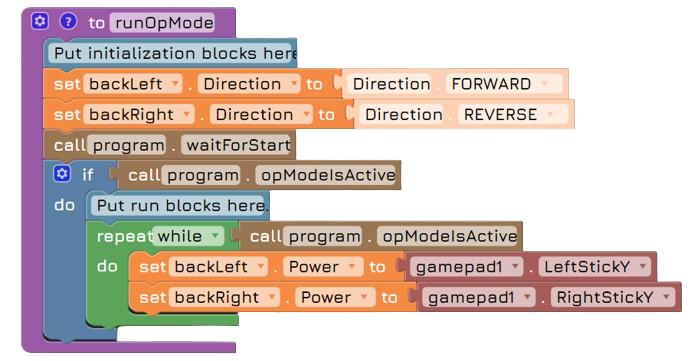 ? to runOpMode
Put initialization blocks here
set backLeft . Direction to Direction . FORWARD
set backRight . Direction to Direction . REVERSE
call program . waitForStart
if call program . opModeIsActive
do Put run blocks here.
repeat while call program . opModeIsActive
do set backLeft . Power to gamepad1 . LeftStickY
set backRight . Power to gamepad1 . RightStickY